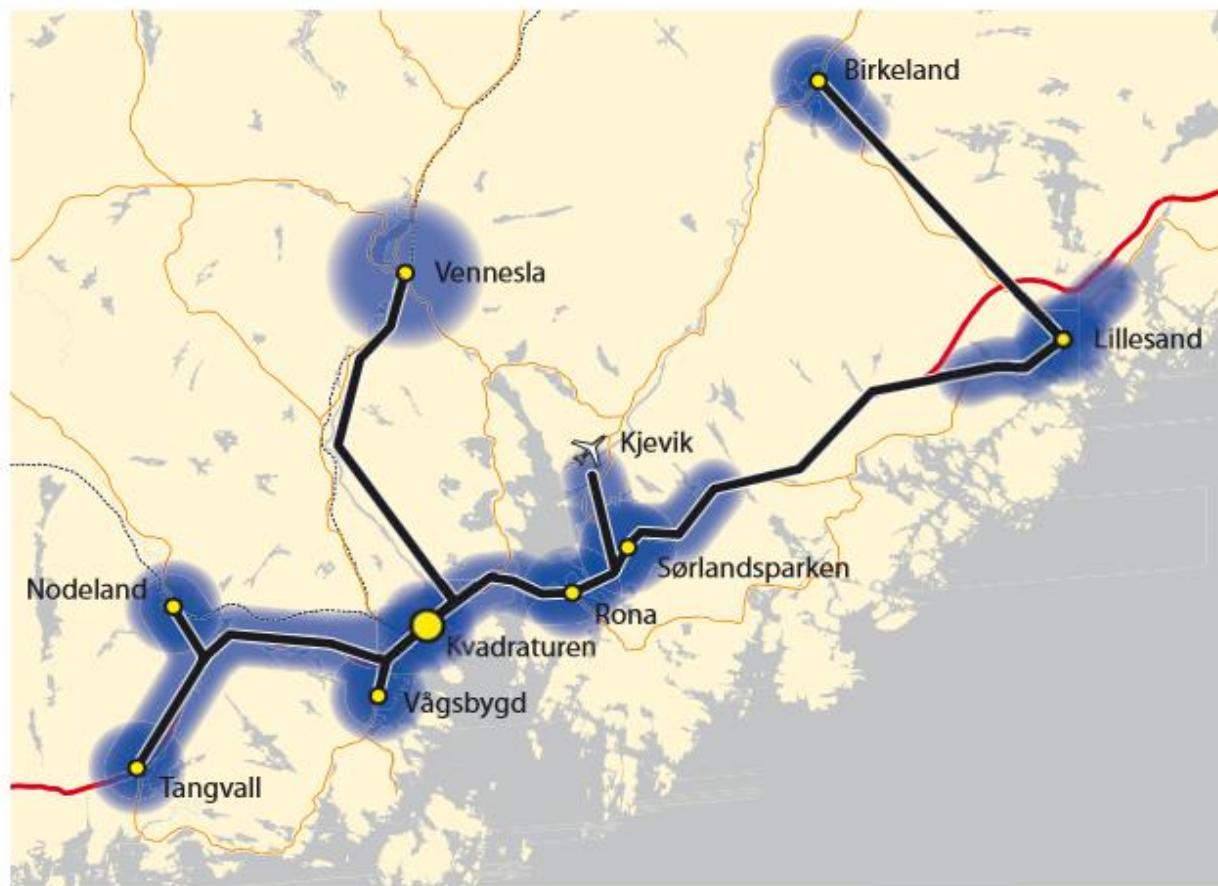 Birkeland
Vennesla
Lillesand
Kjevik
Sørlandsparken
Nodeland
Rona
Kvadraturen
Vågsbygd
Tangvall